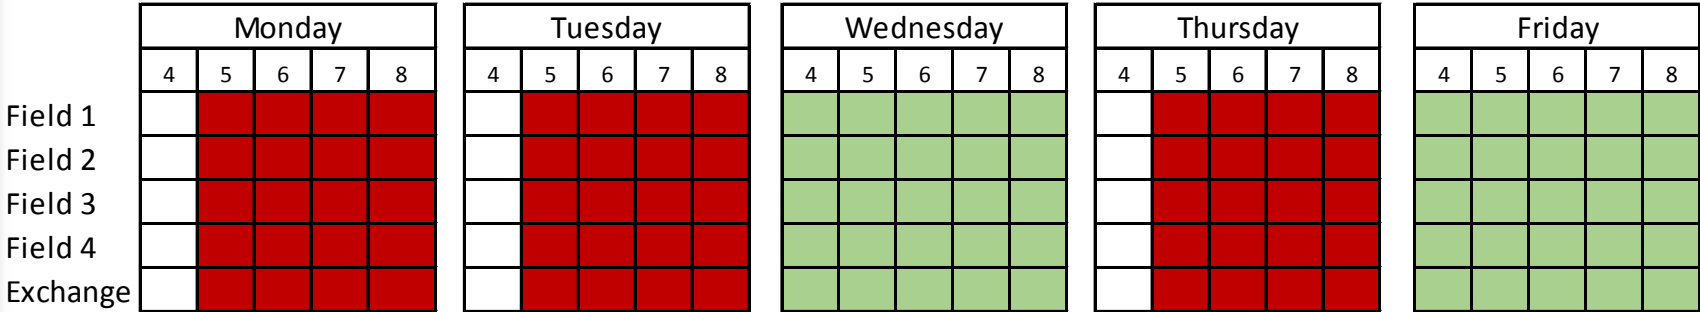 Monday Tuesday Wednesday Thursday Friday
4 5 6 7 8 4 5 6 7 8 4 5 6 7 8 4 5 6 7 8 4 5 6 7 8
Field 1
Field 2
Field 3
Field 4
Exchange